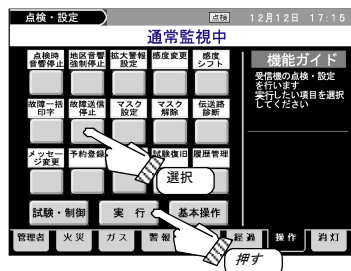 点検・設定
点検
12月12日 17:15
通常監視中
点検時
音響停止
地区音響
強制停止
拡大警報
設定
感度変更
感度
シフト
機能ガイド
受信機の点検・設定
を行います
実行したい項目を選択
してください
故障一括
印字
故障送信
停止
マスク
設定
マスク
解除
伝送路
診断
メッセー
ジ変更
予約登録
試験復旧
履歴管理
選択
試験・制御
実 行
基本操作
管理者
火 災
ガ ス
警 報
経 過
操 作
消 灯
押す